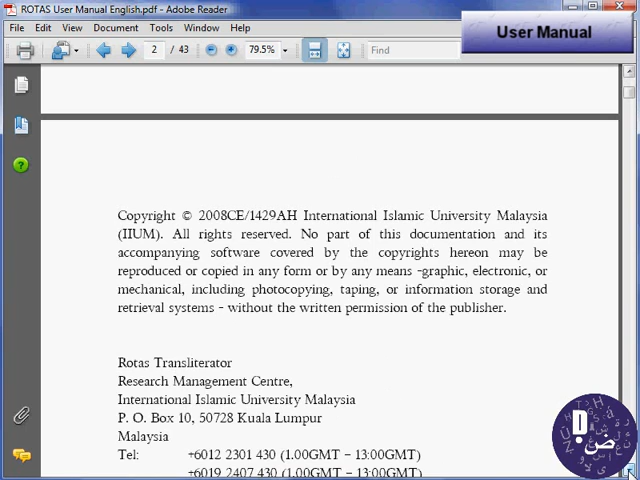 ROTAS User Manual English.pdf - Adobe Reader
File Edit View Document Tools Window Help
User Manual
2 / 43 79.5% Find
Copyright © 2008CE/1429AH International Islamic University Malaysia
(IIUM). All rights reserved. No part of this documentation and its
accompanying software covered by the copyrights hereon may be
reproduced or copied in any form or by any means -graphic, electronic, or
mechanical, including photocopying, taping, or information storage and
retrieval systems - without the written permission of the publisher.
Rotas Transliterator
Research Management Centre,
International Islamic University Malaysia
P. O. Box 10, 50728 Kuala Lumpur
Malaysia
Tel: +6012 2301 430 (1.00GMT – 13:00GMT)
+6019 2407 430 (1.00GMT – 13:00GMT)
D ض